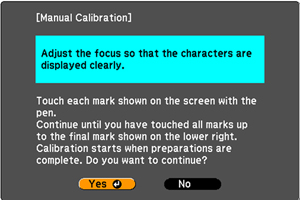 [Manual Calibration]
Adjust the focus so that the characters are
displayed clearly.
Touch each mark shown on the screen with the
pen.
Continue until you have touched all marks up
to the final mark shown on the lower right.
Calibration starts when preparations are
complete. Do you want to continue?
Yes
No